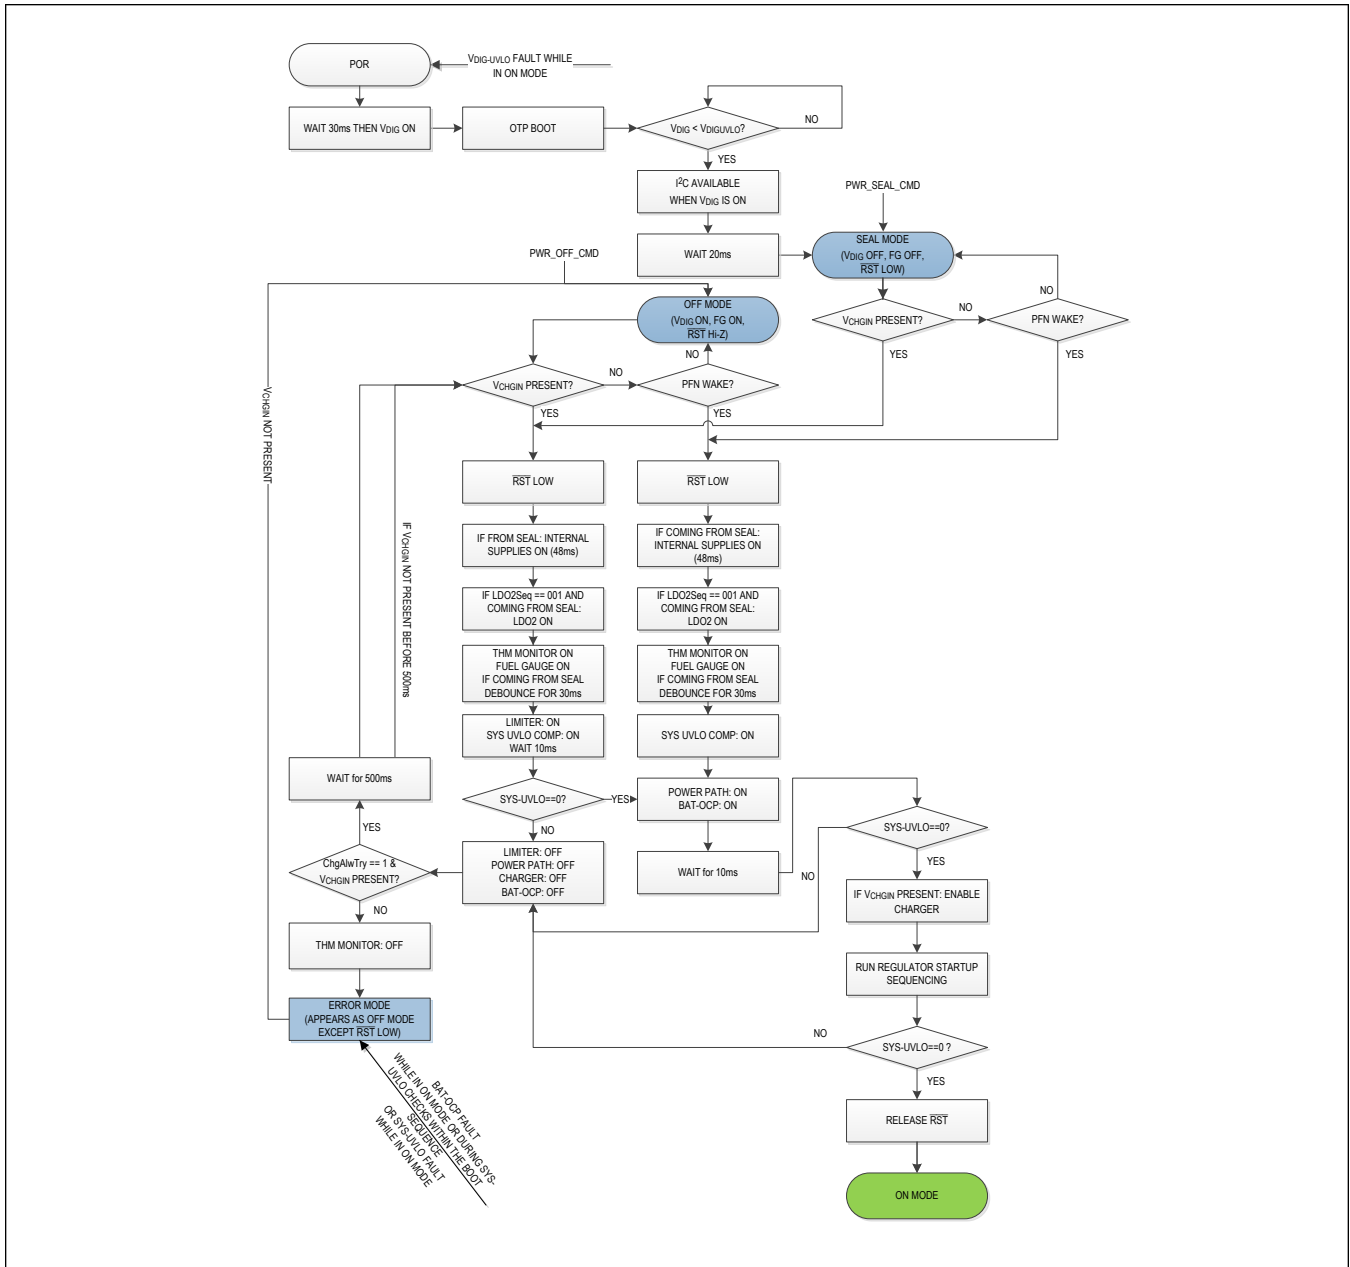 POR
VDIG-UVLO FAULT WHILE
IN ON MODE
WAIT 30ms THEN VDIG ON
OTP BOOT
VDIG < VDIGUVLO?
NO
YES
I2C AVAILABLE
WHEN VDIG IS ON
WAIT 20ms
PWR_SEAL_CMD
SEAL MODE
(VDIG OFF, FG OFF,
RST LOW)
PWR_OFF_CMD
OFF MODE
(VDIG ON, FG ON,
RST Hi-Z)
VCHGIN PRESENT?
NO
PFN WAKE?
NO
YES
YES
VCHGIN PRESENT?
NO
PFN WAKE?
NO
YES
YES
VCHGIN NOT PRESENT
IF VCHGIN NOT PRESENT BEFORE 500ms
RST LOW
IF FROM SEAL: INTERNAL
SUPPLIES ON (48ms)
IF LDO2Seq == 001 AND
COMING FROM SEAL:
LDO2 ON
THM MONITOR ON
FUEL GAUGE ON
IF COMING FROM SEAL
DEBOUNCE FOR 30ms
LIMITER: ON
SYS UVLO COMP: ON
WAIT 10ms
SYS-UVLO==0?
YES
NO
LIMITER: OFF
POWER PATH: OFF
CHARGER: OFF
BAT-OCP: OFF
RST LOW
IF COMING FROM SEAL:
INTERNAL SUPPLIES ON
(48ms)
IF LDO2Seq == 001 AND
COMING FROM SEAL:
LDO2 ON
THM MONITOR ON
FUEL GAUGE ON
IF COMING FROM SEAL
DEBOUNCE FOR 30ms
SYS UVLO COMP: ON
POWER PATH: ON
BAT-OCP: ON
WAIT for 10ms
WAIT for 500ms
YES
ChgAlwTry == 1 &
VCHGIN PRESENT?
NO
THM MONITOR: OFF
ERROR MODE
(APPEARS AS OFF MODE
EXCEPT RST LOW)
BAT-OCP FAULT
WHILE IN ON MODE OR DURING SYS-
UVLO CHECKS WITHIN THE BOOT
SEQUENCE
OR SYS-UVLO FAULT
WHILE IN ON MODE
SYS-UVLO==0?
NO
YES
IF VCHGIN PRESENT: ENABLE
CHARGER
RUN REGULATOR STARTUP
SEQUENCING
NO
SYS-UVLO==0 ?
YES
RELEASE RST
ON MODE